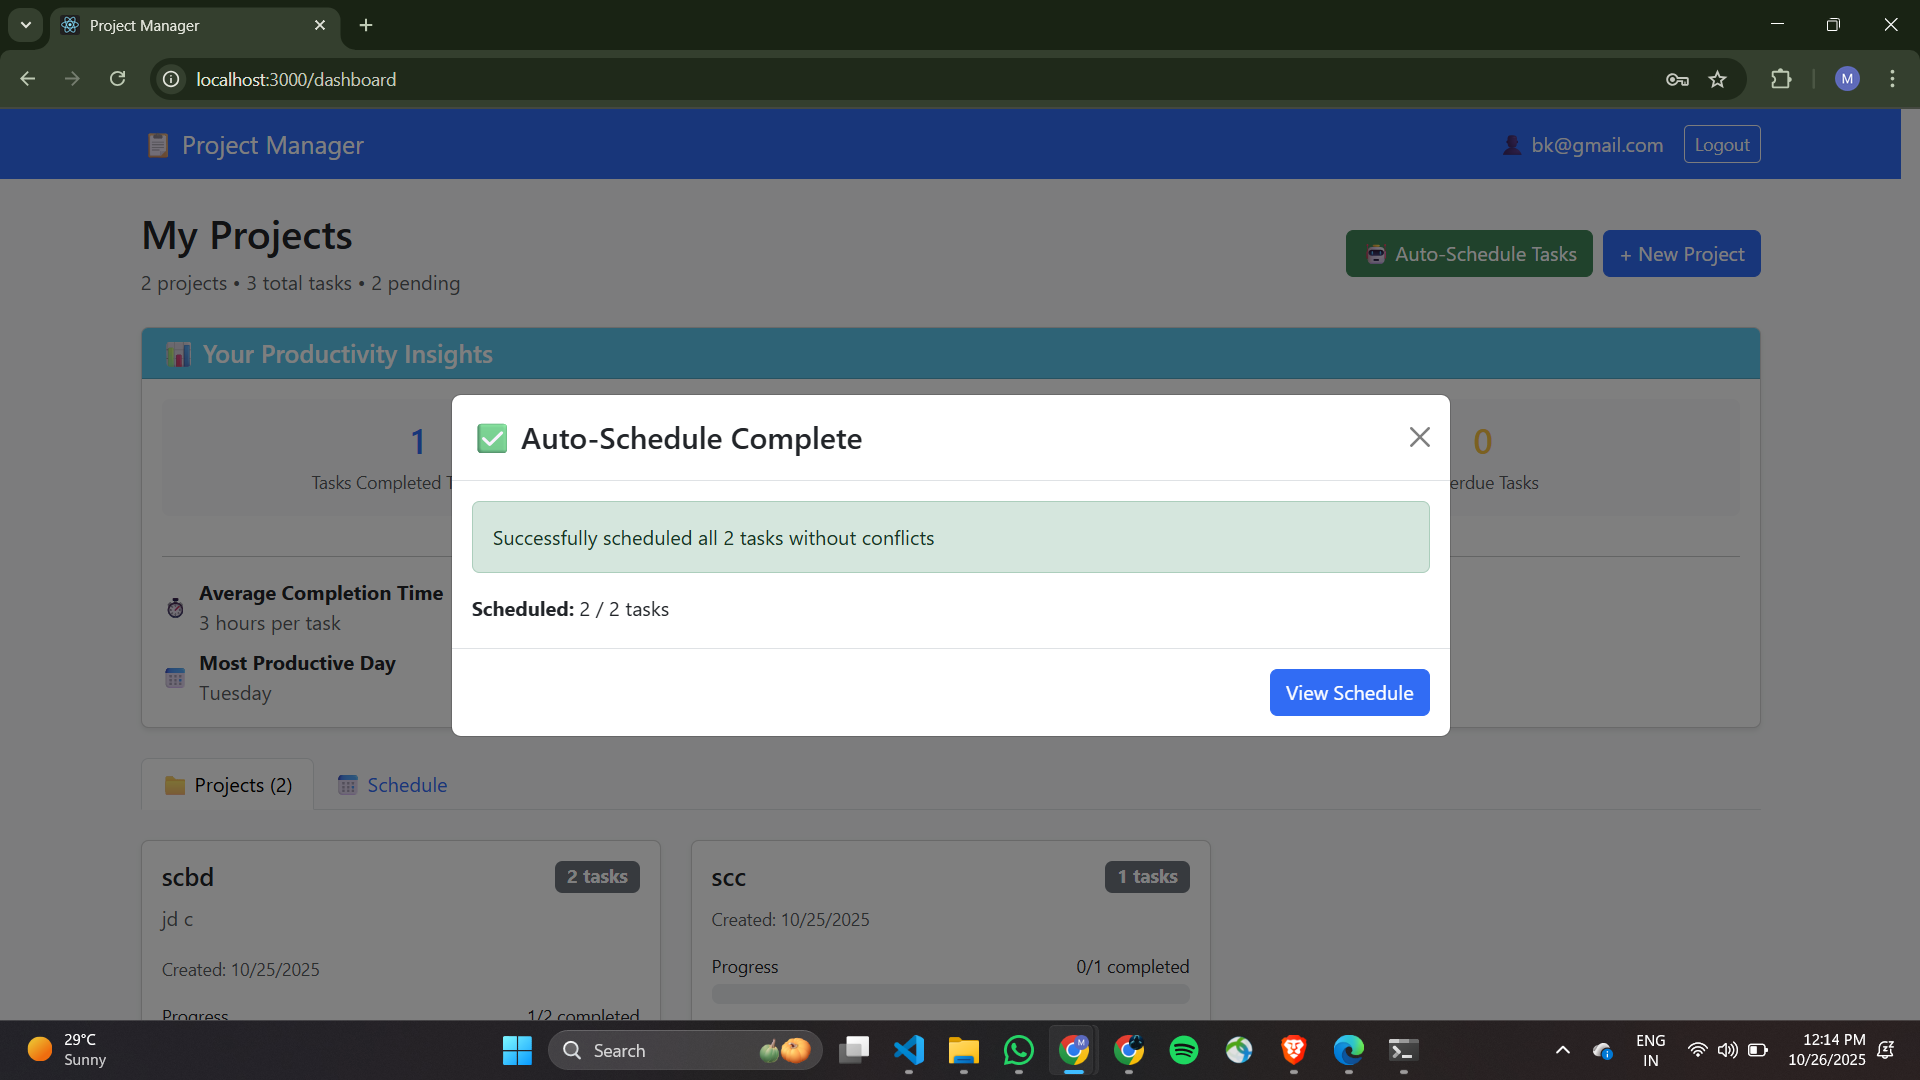 Project Manager
localhost:3000/dashboard
M
Project Manager
bk@gmail.com
Logout
My Projects
2 projects • 3 total tasks • 2 pending
Auto-Schedule Tasks
+ New Project
Your Productivity Insights
1
Tasks Completed T
0
erdue Tasks
Auto-Schedule Complete
Successfully scheduled all 2 tasks without conflicts
Scheduled: 2 / 2 tasks
View Schedule
Average Completion Time
3 hours per task
Most Productive Day
Tuesday
Projects (2)
Schedule
scbd
2 tasks
jd c
Created: 10/25/2025
Progress
1/2 completed
scc
1 tasks
Created: 10/25/2025
Progress
0/1 completed
29°C
Sunny
Search
M
ENG
IN
12:14 PM
10/26/2025